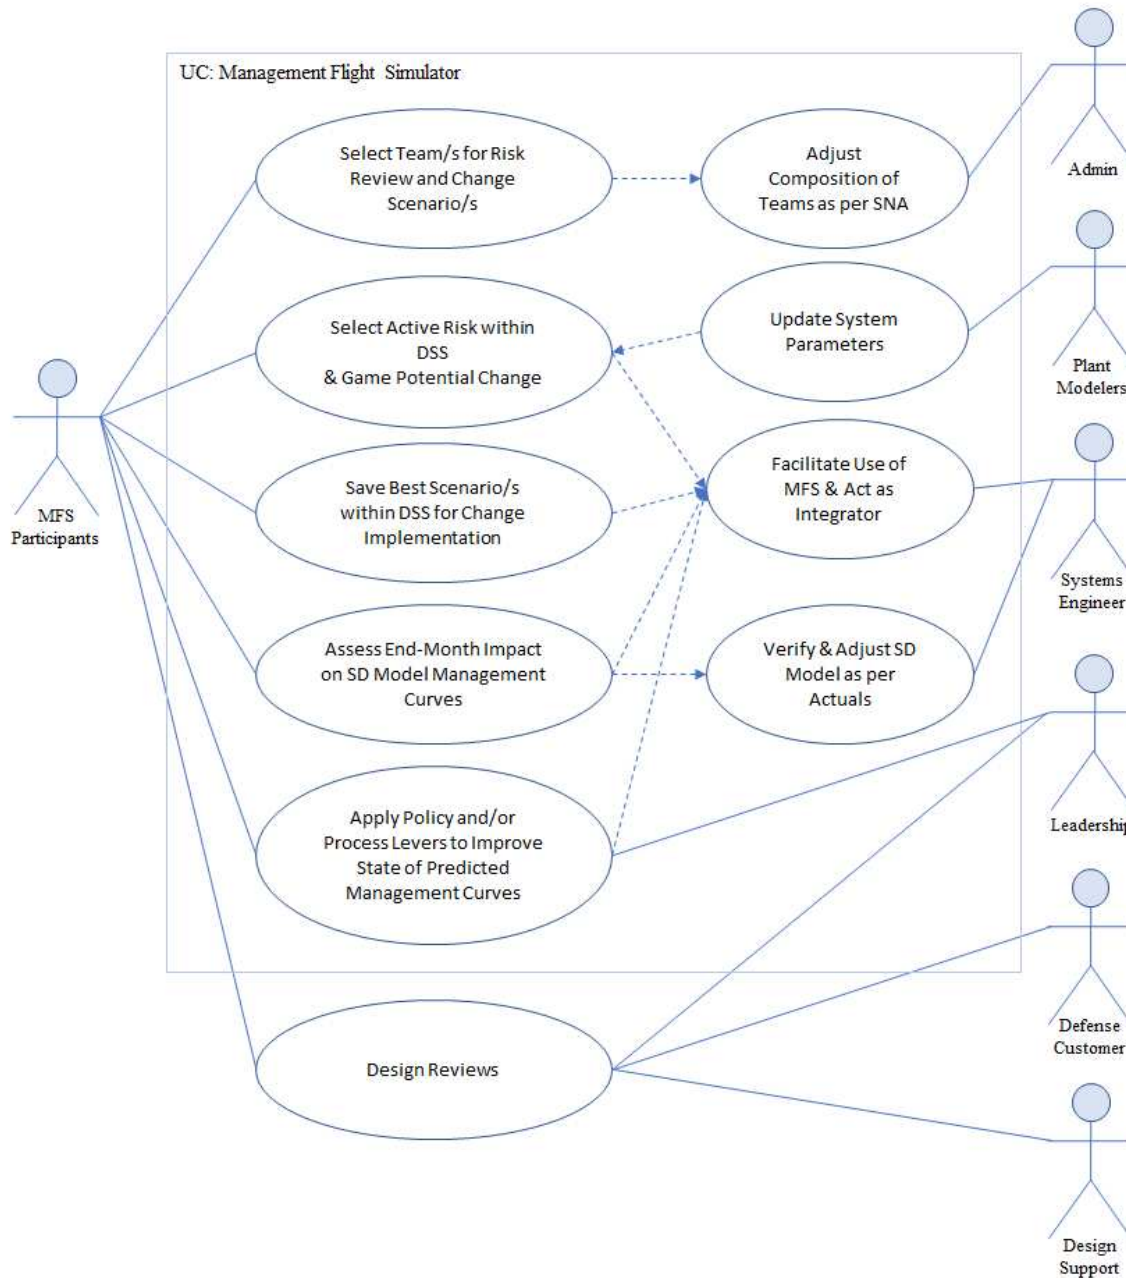 UC: Management Flight Simulator
Select Team/s for Risk
Review and Change
Scenario/s
Adjust
Composition of
Teams as per SNA
Admin
Select Active Risk within
DSS
& Game Potential Change
Update System
Parameters
Plant
Modelers
MFS
Participants
Save Best Scenario/s
within DSS for Change
Implementation
Facilitate Use of
MFS & Act as
Integrator
Systems
Engineer
Assess End-Month Impact
on SD Model Management
Curves
Verify & Adjust SD
Model as per
Actuals
Leadership
Apply Policy and/or
Process Levers to Improve
State of Predicted
Management Curves
Defense
Customer
Design Reviews
Design
Support